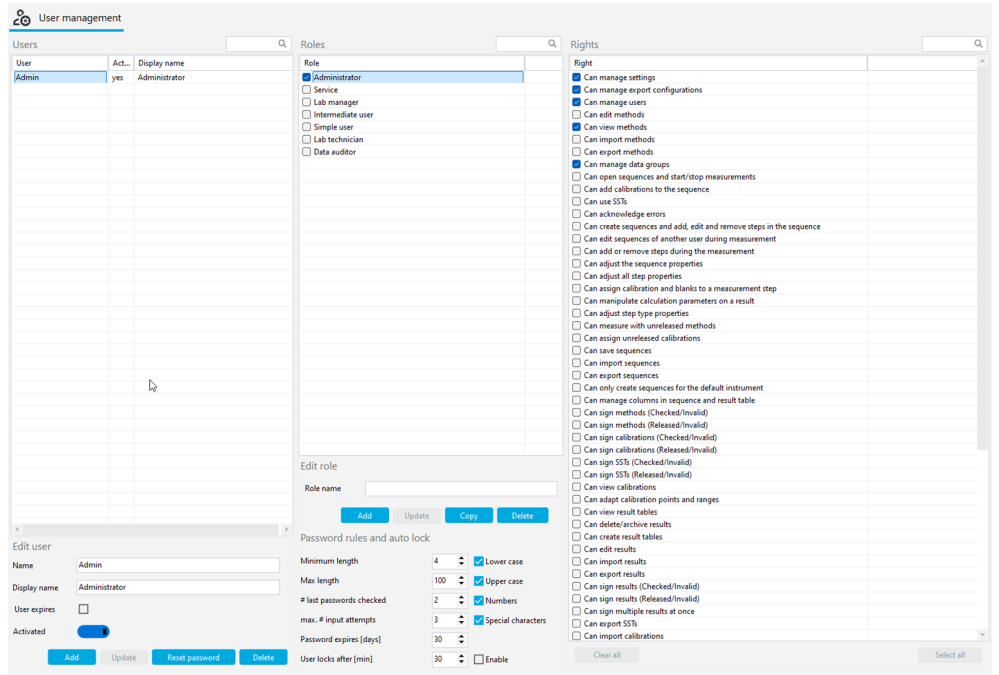 User management
Users
Roles
Rights
User Act... Display name
Admin yes Administrator
Role
Administrator
Service
Lab manager
Intermediate user
Simple user
Lab technician
Data auditor
Right
Can manage settings
Can manage export configurations
Can manage users
Can edit methods
Can view methods
Can import methods
Can export methods
Can manage data groups
Can open sequences and start/stop measurements
Can add calibrations to the sequence
Can use SSTs
Can acknowledge errors
Can create sequences and add, edit and remove steps in the sequence
Can edit sequences of another user during measurement
Can add or remove steps during the measurement
Can adjust the sequence properties
Can adjust all step properties
Can assign calibration and blanks to a measurement step
Can manipulate calculation parameters on a result
Can adjust step type properties
Can measure with unreleased methods
Can assign unreleased calibrations
Can save sequences
Can import sequences
Can export sequences
Can only create sequences for the default instrument
Can manage columns in sequence and result table
Can sign methods (Checked/Invalid)
Can sign methods (Released/Invalid)
Can sign calibrations (Checked/Invalid)
Can sign calibrations (Released/Invalid)
Can sign SSTs (Checked/Invalid)
Can sign SSTs (Released/Invalid)
Can view calibrations
Can adapt calibration points and ranges
Can view result tables
Can delete/archive results
Can create result tables
Can edit results
Can import results
Can export results
Can sign results (Checked/Invalid)
Can sign results (Released/Invalid)
Can sign multiple results at once
Can export SSTs
Can import calibrations
Clear all Select all
Edit role
Role name
Add Update Copy Delete
Password rules and auto lock
Minimum length 4 Lower case
Max length 100 Upper case
# last passwords checked 2 Numbers
max. # input attempts 3 Special characters
Password expires [days] 30
User locks after [min] 30 Enable
Edit user
Name Admin
Display name Administrator
User expires
Activated
Add Update Reset password Delete